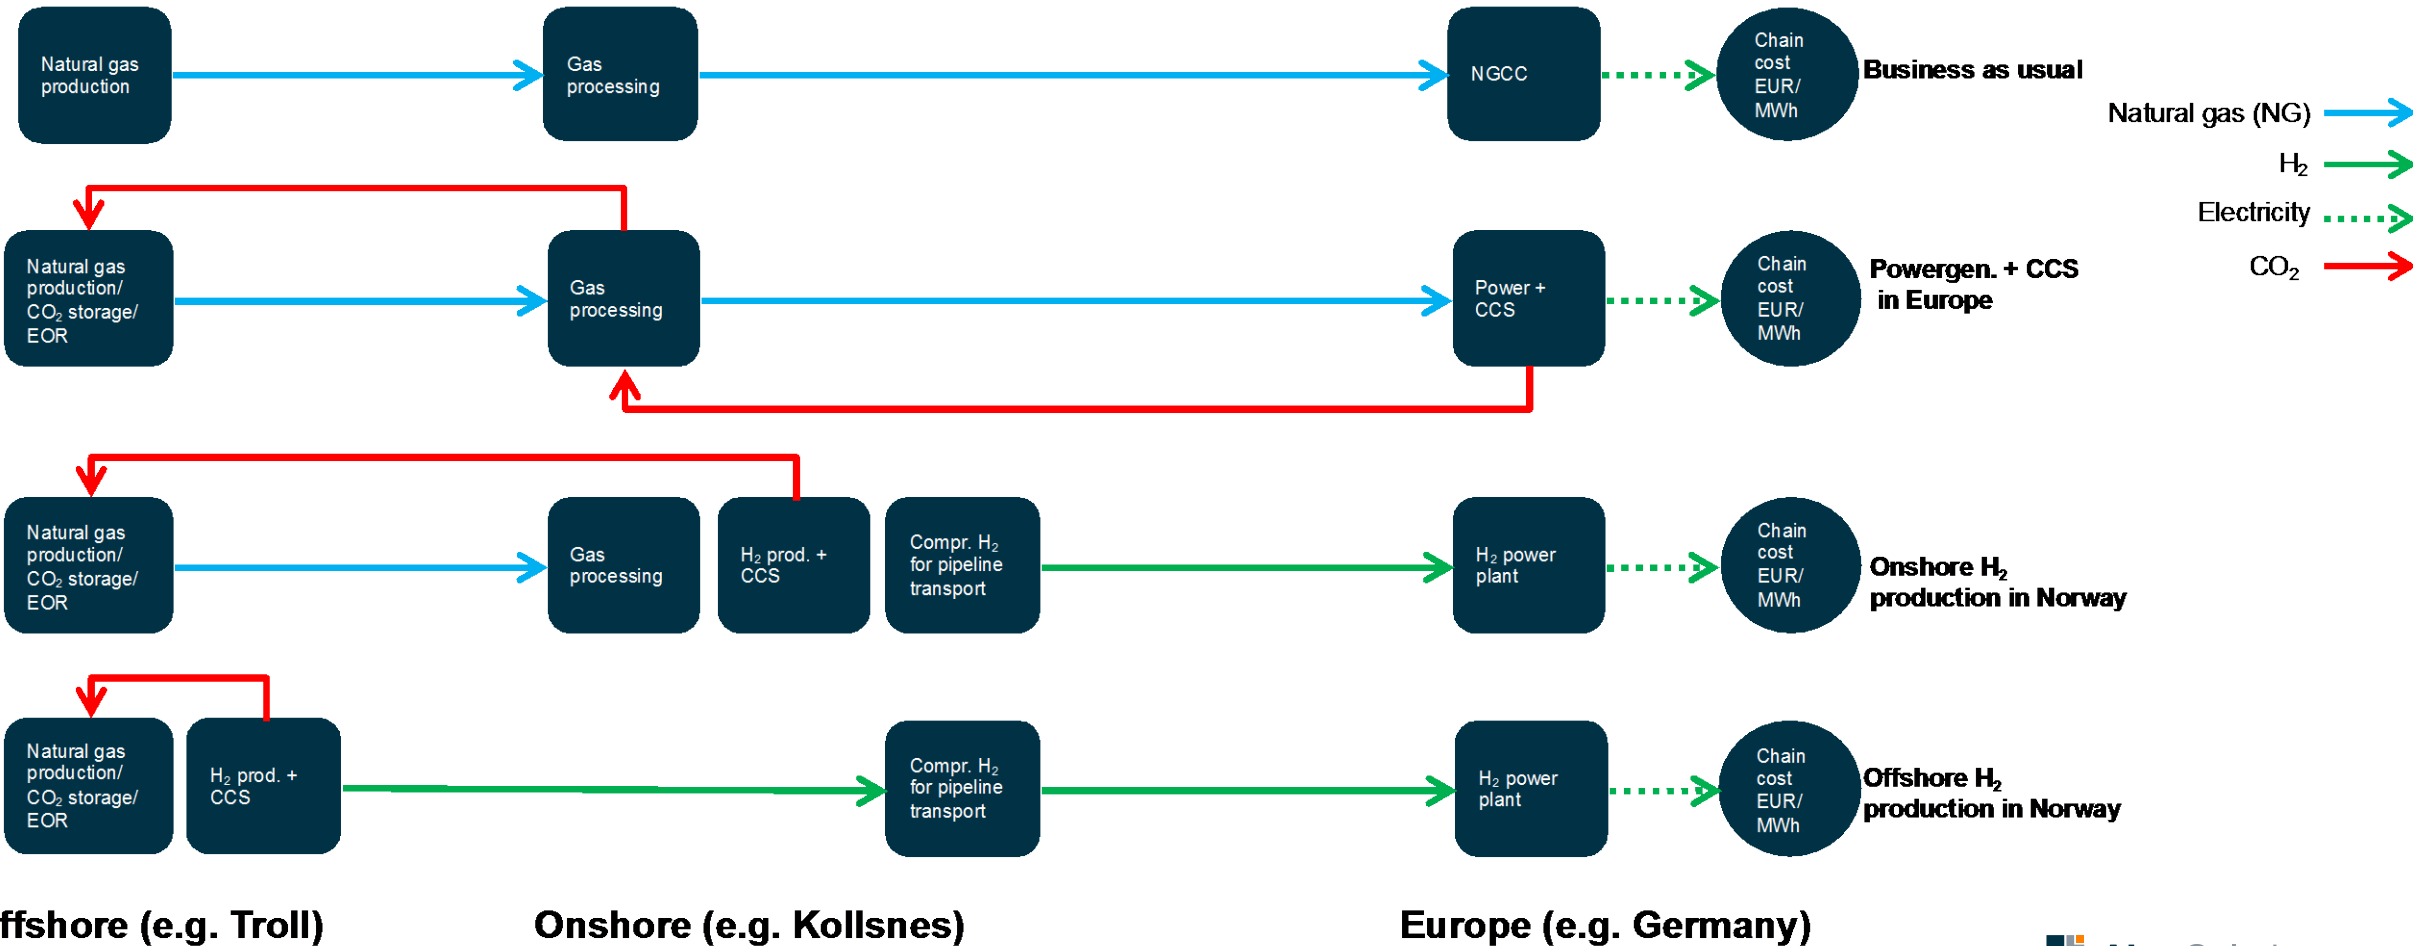 Natural gas
production
Gas
processing
NGCC
Chain
cost
EUR/
MWh
Business as usual
Natural gas (NG)
H₂
Electricity
CO₂
Natural gas
production/
CO₂ storage/
EOR
Gas
processing
Power +
CCS
Chain
cost
EUR/
MWh
Powergen. + CCS
in Europe
Natural gas
production/
CO₂ storage/
EOR
Gas
processing
H₂ prod. +
CCS
Compr. H₂
for pipeline
transport
H₂ power
plant
Chain
cost
EUR/
MWh
Onshore H₂
production in Norway
Natural gas
production/
CO₂ storage/
EOR
H₂ prod. +
CCS
Compr. H₂
for pipeline
transport
H₂ power
plant
Chain
cost
EUR/
MWh
Offshore H₂
production in Norway
ffshore (e.g. Troll)
Onshore (e.g. Kollsnes)
Europe (e.g. Germany)